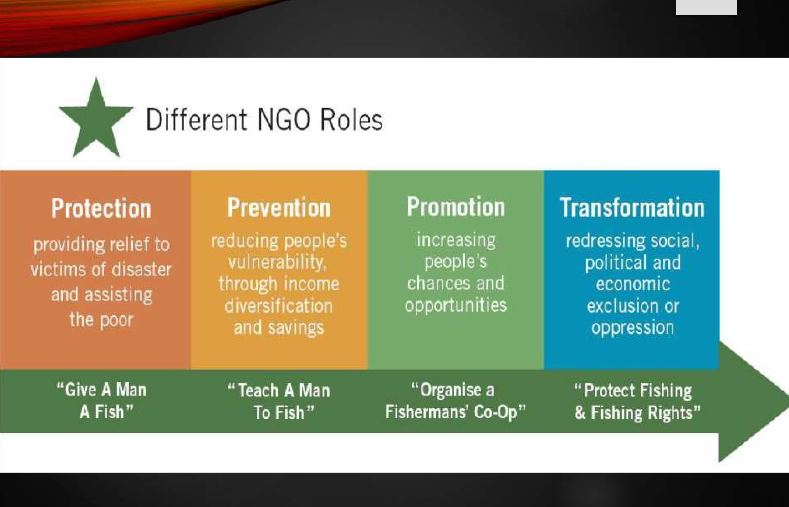 Different NGO Roles
Protection
providing relief to
victims of disaster
and assisting
the poor
Prevention
reducing people's
vulnerability,
through income
diversification
and savings
Promotion
increasing
people's
chances and
opportunities
Transformation
redressing social,
political and
economic
exclusion or
oppression
“Give A Man
A Fish”
“Teach A Man
To Fish”
“Organise a
Fishermans' Co-Op”
“Protect Fishing
& Fishing Rights”